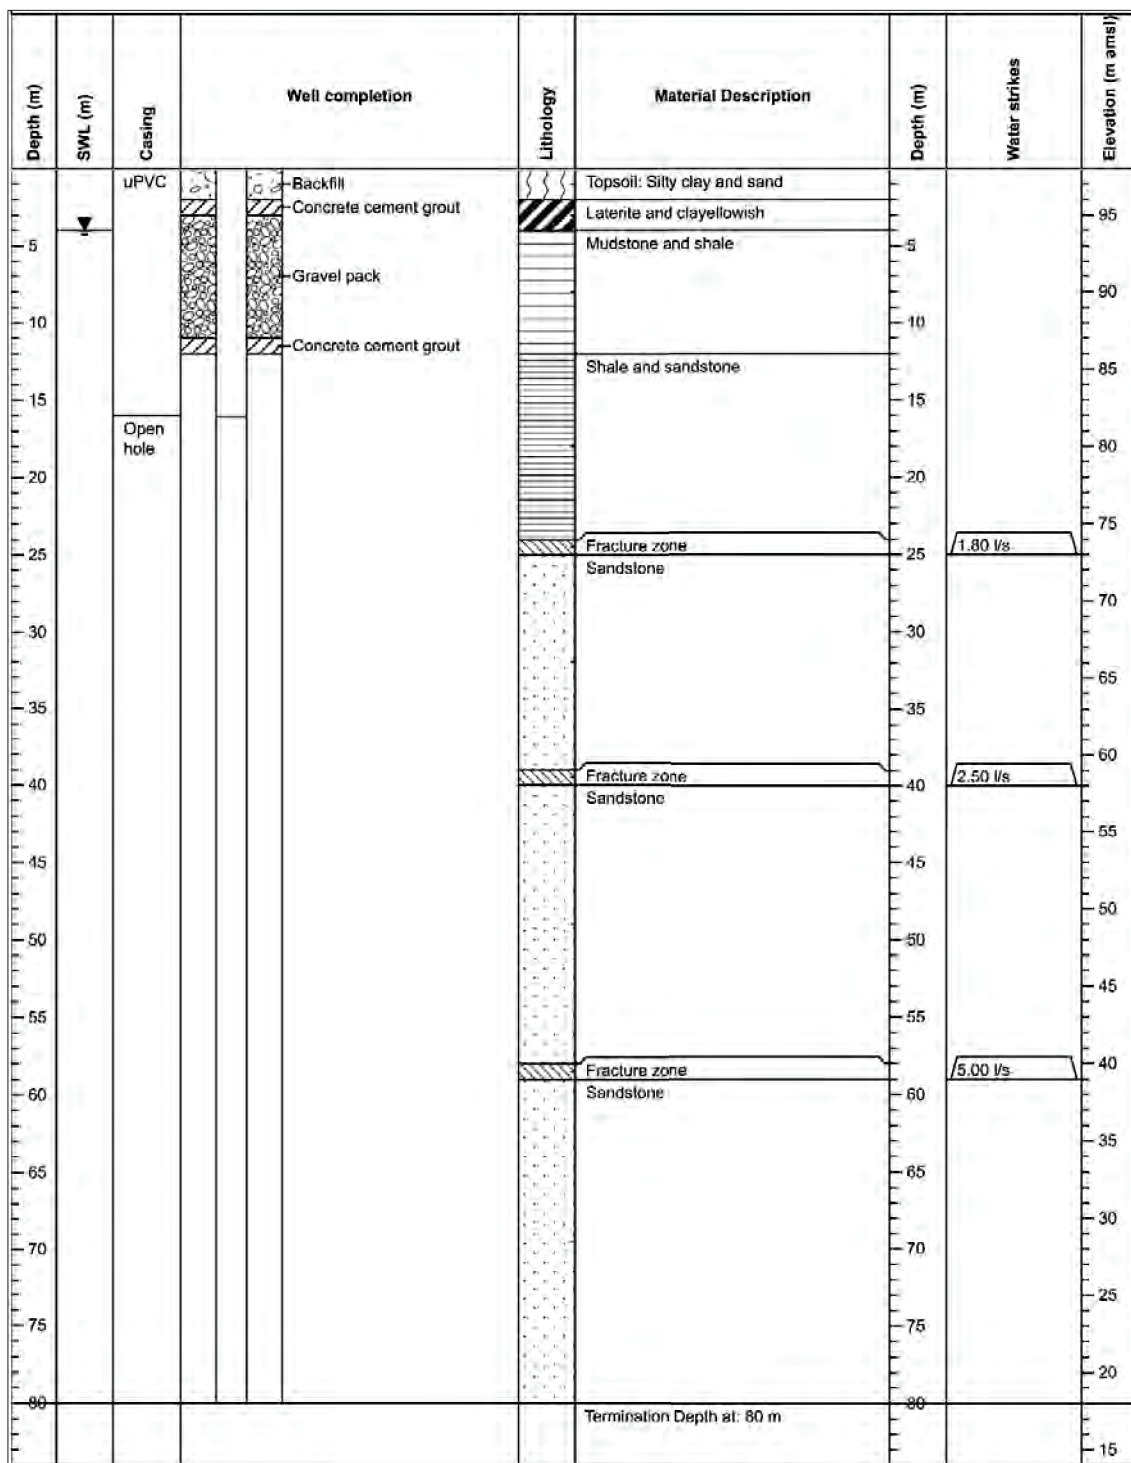 Depth (m)
SWL (m)
Casing
Well completion
Lithology
Material Description
Depth (m)
Water strikes
Elevation (m amsl)
uPVC
Backfill
Topsoil: Silty clay and sand
Concrete cement grout
Laterite and clayellowish
95
5
Mudstone and shale
5
Gravel pack
90
10
10
Concrete cement grout
Shale and sandstone
85
15
15
Open
hole
80
20
20
75
Fracture zone
1.80 l/s
25
25
Sandstone
70
30
30
65
35
35
60
Fracture zone
2.50 l/s
40
40
Sandstone
55
45
45
50
50
50
45
55
55
40
Fracture zone
5.00 l/s
60
60
Sandstone
35
65
65
30
70
70
25
75
75
20
80
80
Termination Depth at: 80 m
15